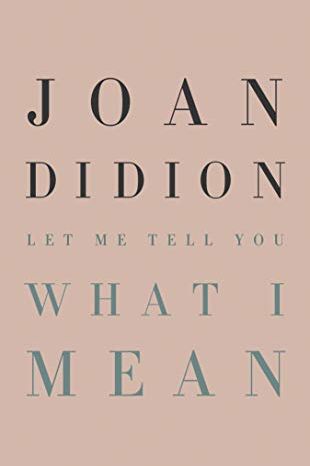 JOAN
DIDION
LET ME TELL YOU
WHAT I
MEAN